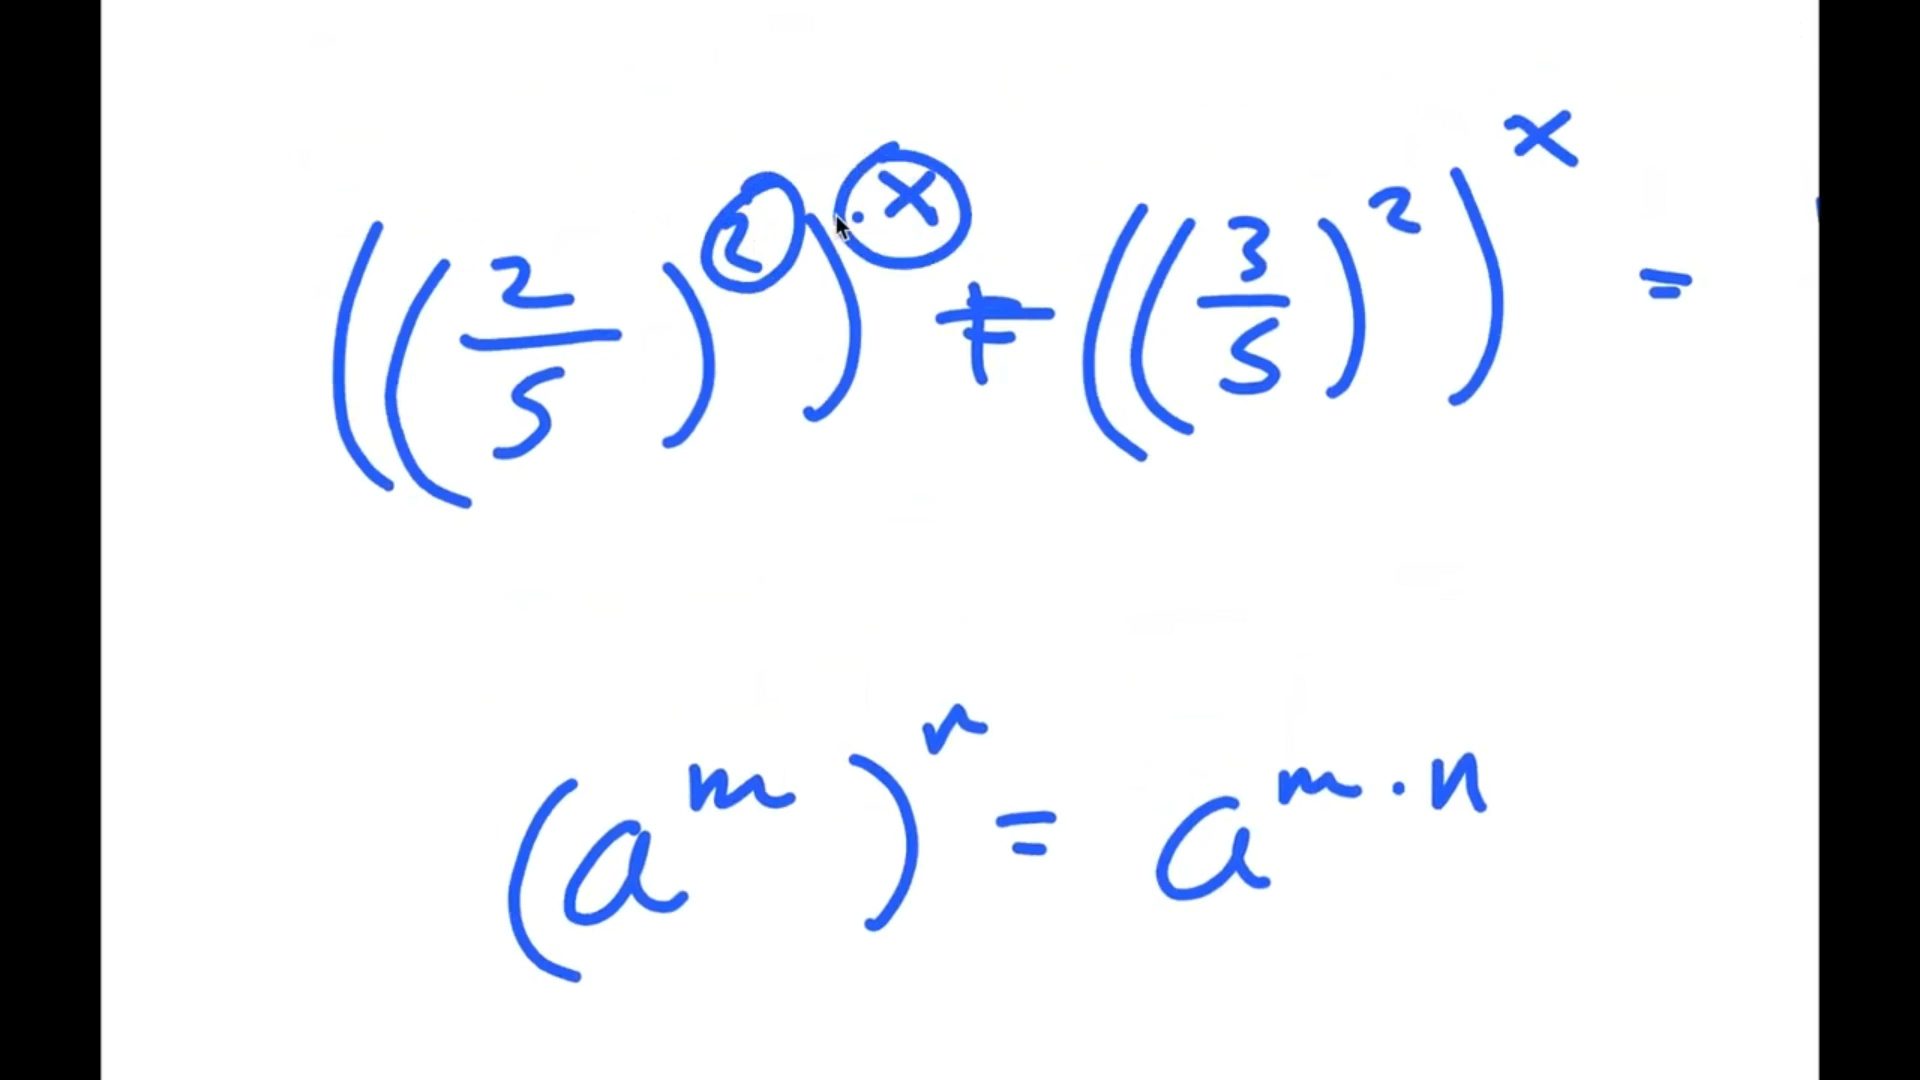 ((2/5)^2)^{·x} + ((3/5)^2)^x =
(a^m)^n = a^{m·n}